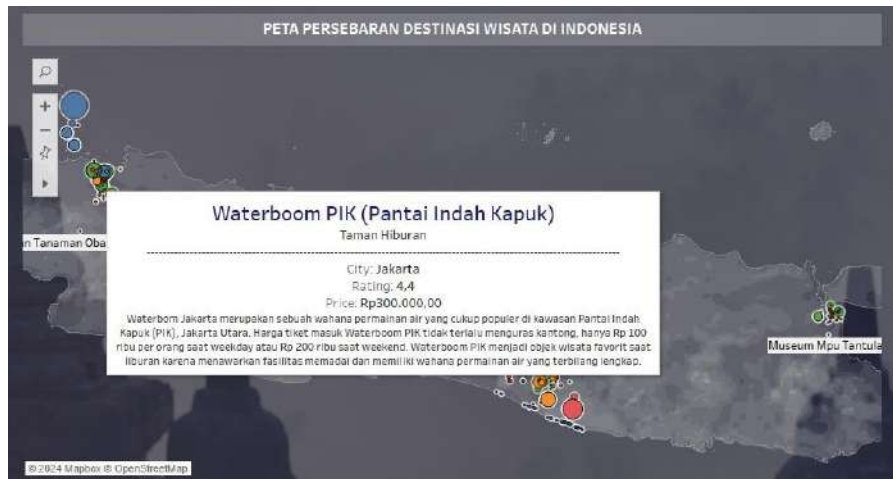 PETA PERSEBARAN DESTINASI WISATA DI INDONESIA
Waterboom PIK (Pantai Indah Kapuk)
Taman Hiburan
City: Jakarta
Rating: 4,4
Price: Rp300.000,00
Waterbom Jakarta merupakan sebuah wahana permainan air yang cukup populer di kawasan Pantai Indah
Kapuk (PIK), Jakarta Utara. Harga tiket masuk Waterboom PIK tidak terlalu menguras kantong, hanya Rp 100
ribu per orang saat weekday atau Rp 200 ribu saat weekend. Waterboom PIK menjadi objek wisata favorit saat
liburan karena menawarkan fasilitas memadai dan memiliki wahana permainan air yang terbilang lengkap.
n Tanaman Oba
Museum Mpu Tantula
© 2024 Mapbox © OpenStreetMap